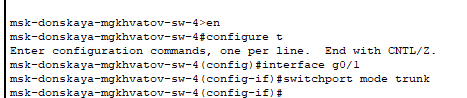 msk-donskaya-mgkhvatov-sw-4>en
msk-donskaya-mgkhvatov-sw-4#configure t
Enter configuration commands, one per line.  End with CNTL/Z.
msk-donskaya-mgkhvatov-sw-4(config)#interface g0/1
msk-donskaya-mgkhvatov-sw-4(config-if)#switchport mode trunk
msk-donskaya-mgkhvatov-sw-4(config-if)#